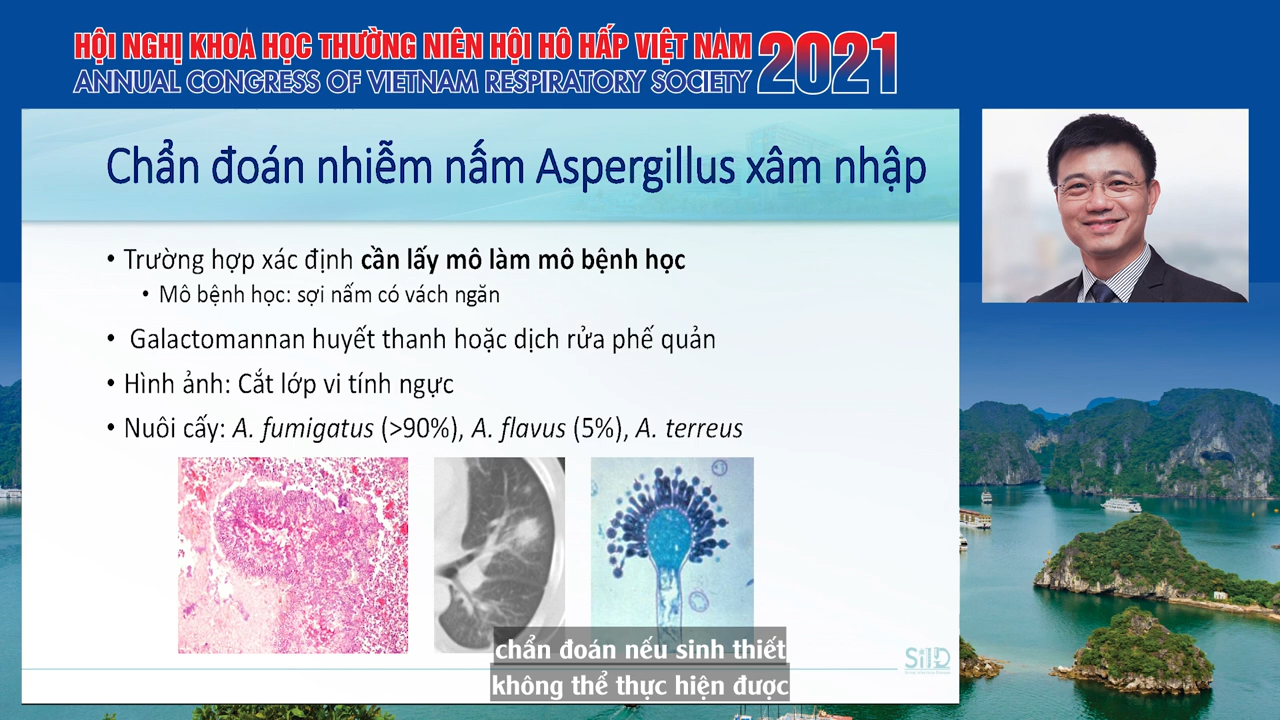 HỘI NGHỊ KHOA HỌC THƯỜNG NIÊN HỘI HÔ HẤP VIỆT NAM 2021
ANNUAL CONGRESS OF VIETNAM RESPIRATORY SOCIETY
Chẩn đoán nhiễm nấm Aspergillus xâm nhập
• Trường hợp xác định cần lấy mô làm mô bệnh học
• Mô bệnh học: sợi nấm có vách ngăn
• Galactomannan huyết thanh hoặc dịch rửa phế quản
• Hình ảnh: Cắt lớp vi tính ngực
• Nuôi cấy: A. fumigatus (>90%), A. flavus (5%), A. terreus
chẩn đoán nếu sinh thiết
không thể thực hiện được